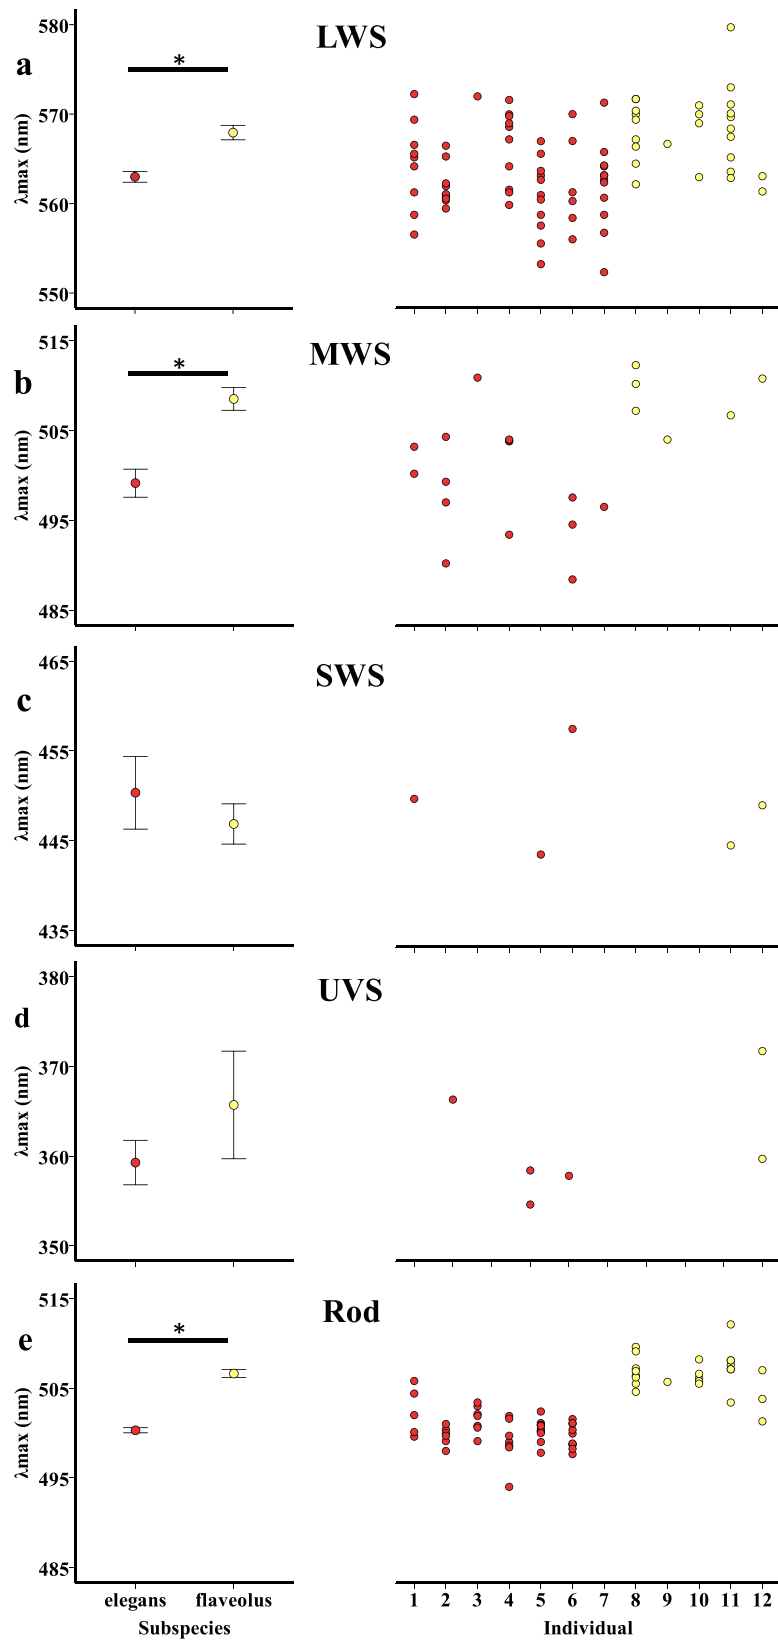 LWS
a
*
λmax (nm)
580
570
560
550
MWS
b
*
λmax (nm)
515
505
495
485
SWS
c
λmax (nm)
465
455
445
435
UVS
d
λmax (nm)
380
370
360
350
Rod
e
*
λmax (nm)
515
505
495
485
elegans flaveolus
Subspecies
1 2 3 4 5 6 7 8 9 10 11 12
Individual